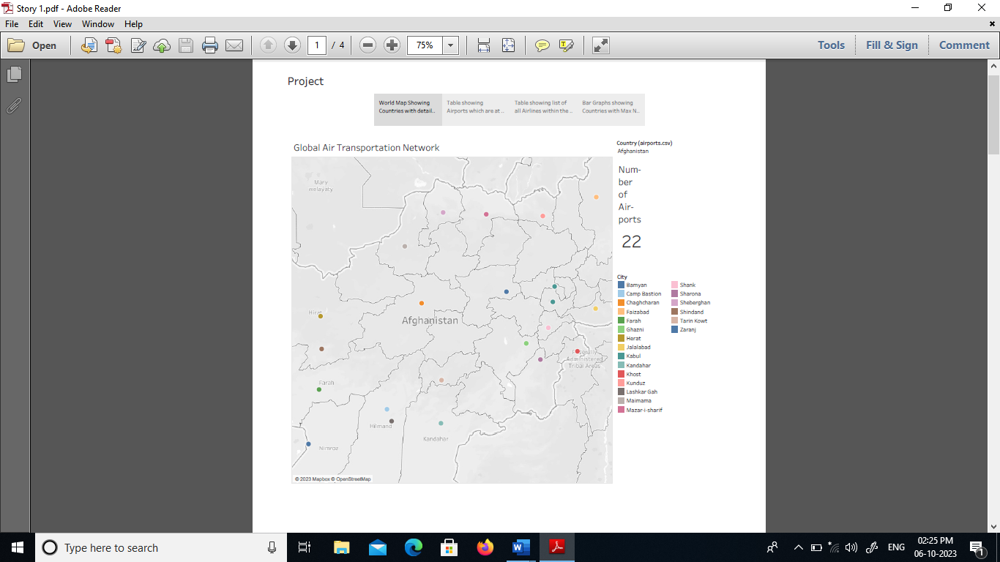 Story 1.pdf - Adobe Reader
File Edit View Window Help
Open
1 / 4
75%
Tools
Fill & Sign
Comment
Project
World Map Showing
Countries with detail..
Table showing
Airports which are at ..
Table showing list of
all Airlines within the ..
Bar Graphs showing
Countries with Max N..
Global Air Transportation Network
Country (airports.csv)
Afghanistan
Num-
ber
of
Air-
ports
22
Mary
welayaty
Hirat
Afghanistan
Federally
Administered
Tribal Areas
Farah
Hilmand
Kandahar
Nimroz
© 2023 Mapbox © OpenStreetMap
City
Bamyan
Camp Bastion
Chaghcharan
Faizabad
Farah
Ghazni
Herat
Jalalabad
Kabul
Kandahar
Khost
Kunduz
Lashkar Gah
Maimama
Mazar-i-sharif
Shank
Sharona
Sheberghan
Shindand
Tarin Kowt
Zaranj
Type here to search
ENG
02:25 PM
06-10-2023
1